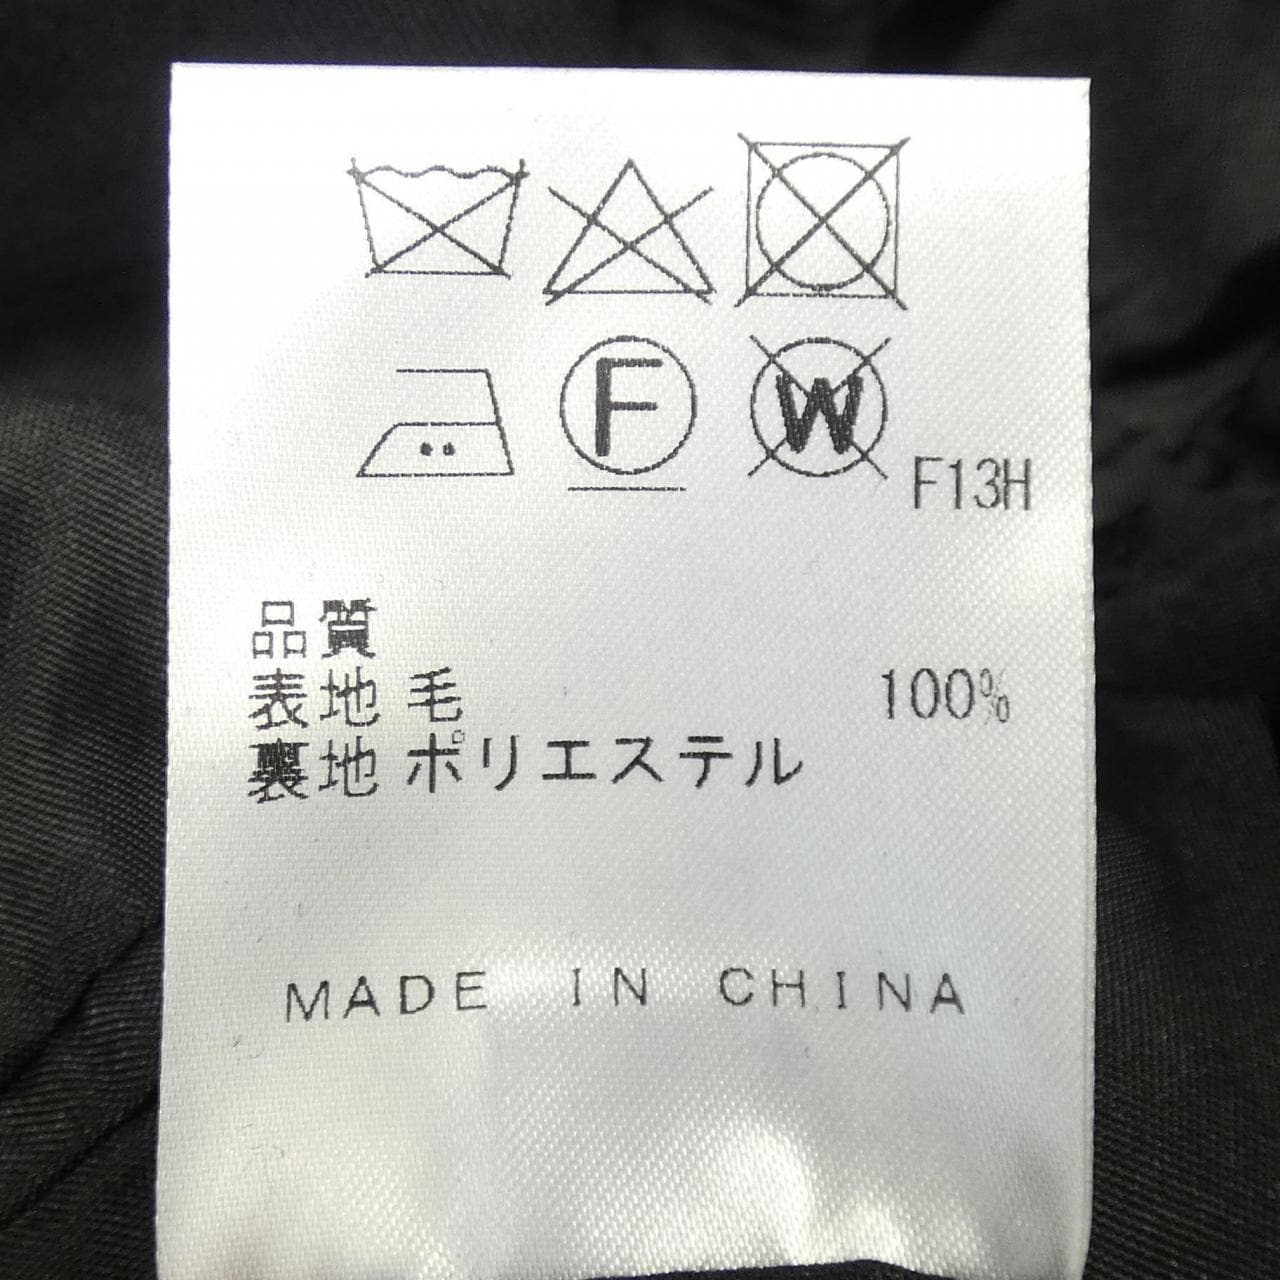 F
W
F13H
品質
表地 毛 100%
裏地 ポリエステル
MADE IN CHINA